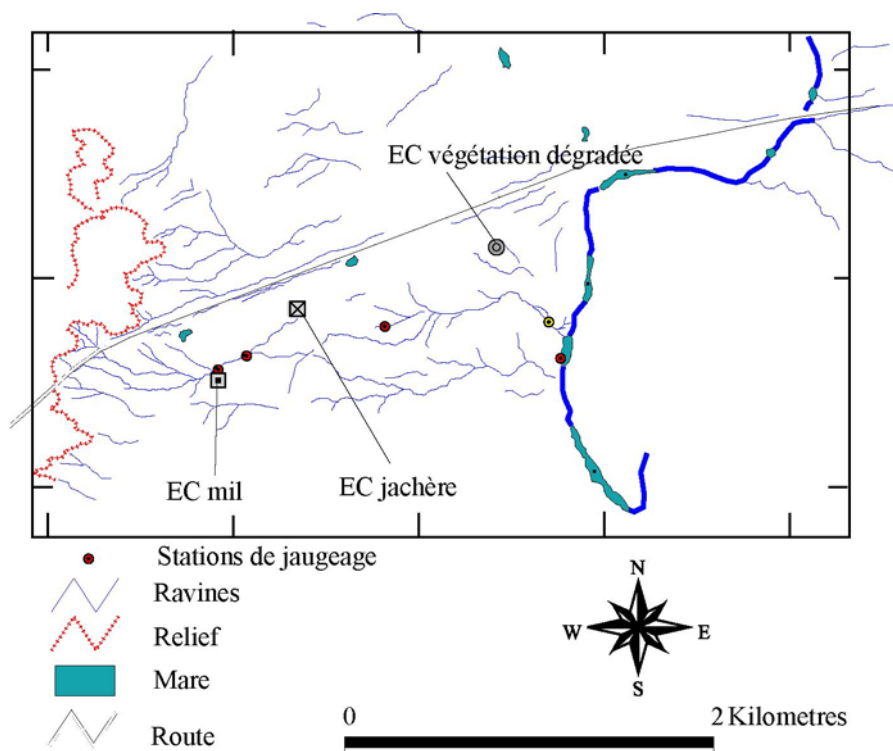 EC végétation dégradée
EC mil
EC jachère
Stations de jaugeage
Ravines
Relief
Mare
Route
N
W
E
S
0
2 Kilometres